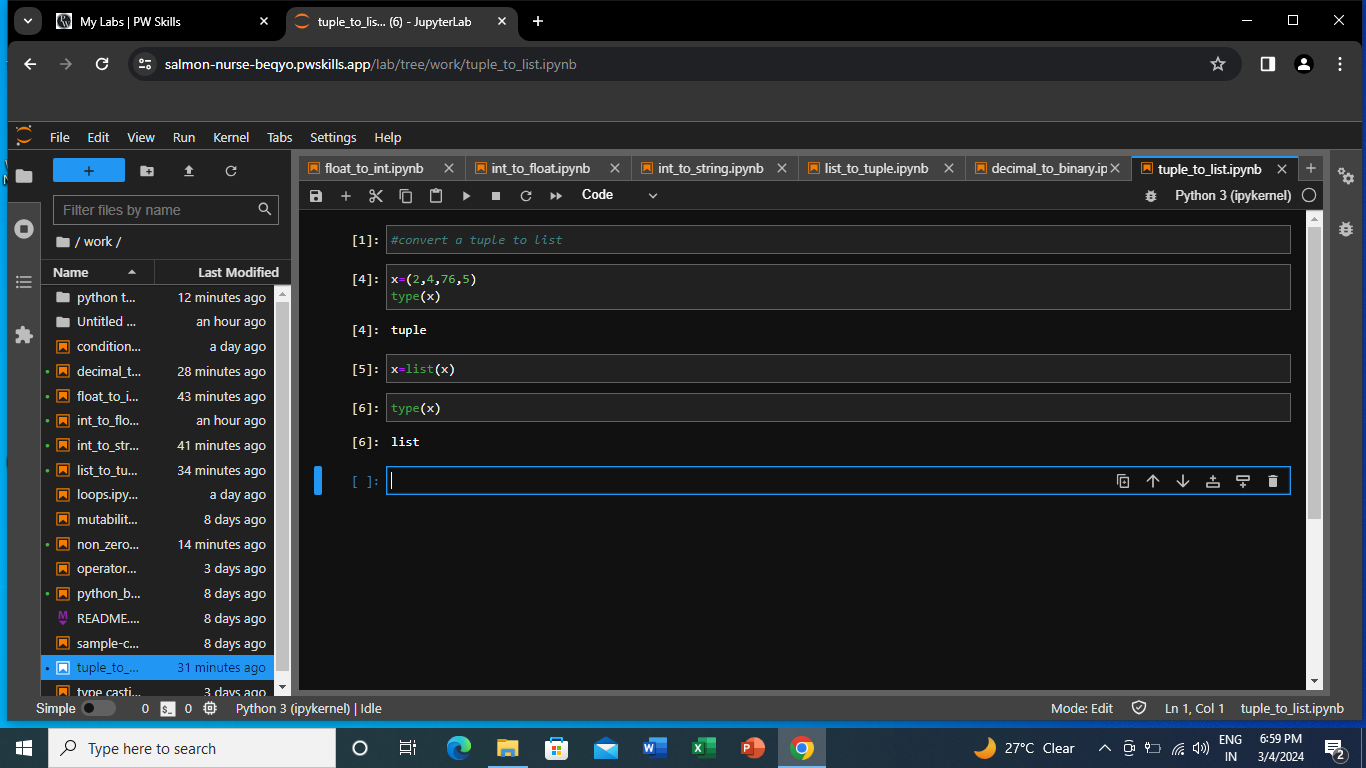 My Labs | PW Skills
tuple_to_lis... (6) - JupyterLab
salmon-nurse-beqyo.pwskills.app/lab/tree/work/tuple_to_list.ipynb
File Edit View Run Kernel Tabs Settings Help
float_to_int.ipynb
int_to_float.ipynb
int_to_string.ipynb
list_to_tuple.ipynb
decimal_to_binary.ip
tuple_to_list.ipynb
Code
Python 3 (ipykernel)
Filter files by name
/ work /
Name Last Modified
python t... 12 minutes ago
Untitled ... an hour ago
condition... a day ago
decimal_t... 28 minutes ago
float_to_i... 43 minutes ago
int_to_flo... an hour ago
int_to_str... 41 minutes ago
list_to_tu... 34 minutes ago
loops.ipy... a day ago
mutabilit... 8 days ago
non_zero... 14 minutes ago
operator... 3 days ago
python_b... 8 days ago
README.... 8 days ago
sample-c... 8 days ago
tuple_to_... 31 minutes ago
type casti... 3 days ago
[1]: #convert a tuple to list
[4]: x=(2,4,76,5)
type(x)
[4]: tuple
[5]: x=list(x)
[6]: type(x)
[6]: list
[ ]:
Simple 0 $_ 0 Python 3 (ipykernel) | Idle
Mode: Edit Ln 1, Col 1 tuple_to_list.ipynb
Type here to search
27°C Clear
ENG
IN
6:59 PM
3/4/2024
2